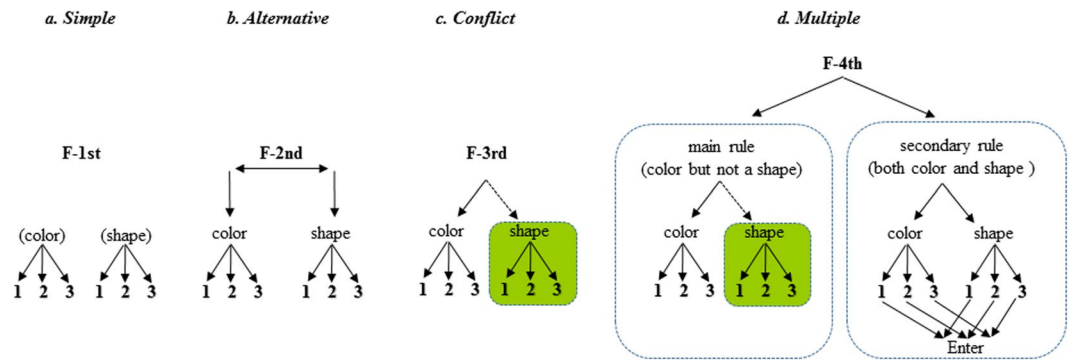 a. Simple
b. Alternative
c. Conflict
d. Multiple
F-4th
F-1st
F-2nd
F-3rd
main rule
(color but not a shape)
secondary rule
(both color and shape )
(color)
(shape)
color
shape
color
shape
color
shape
color
shape
1 2 3
1 2 3
1 2 3
1 2 3
1 2 3
1 2 3
1 2 3
1 2 3
1 2 3
1 2 3
Enter